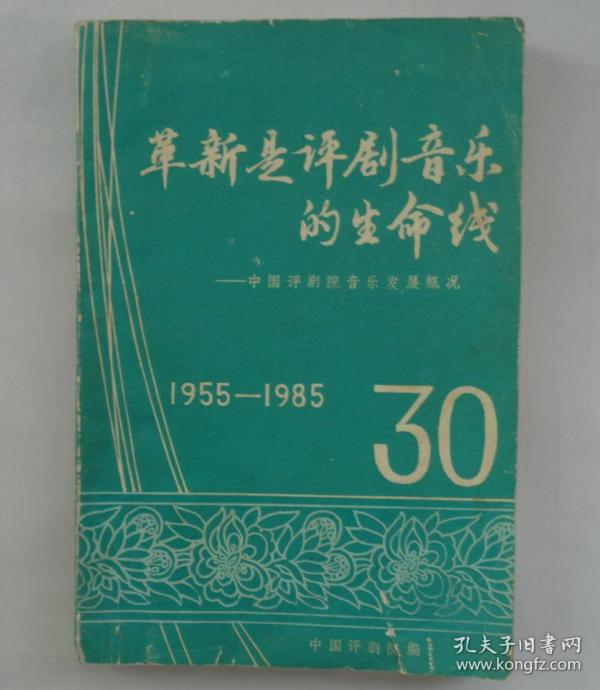 革新是评剧音乐
的生命线
——中国评剧院音乐发展概况
1955—1985
30
中国评剧院编
孔夫子旧书网
www.kongfz.com